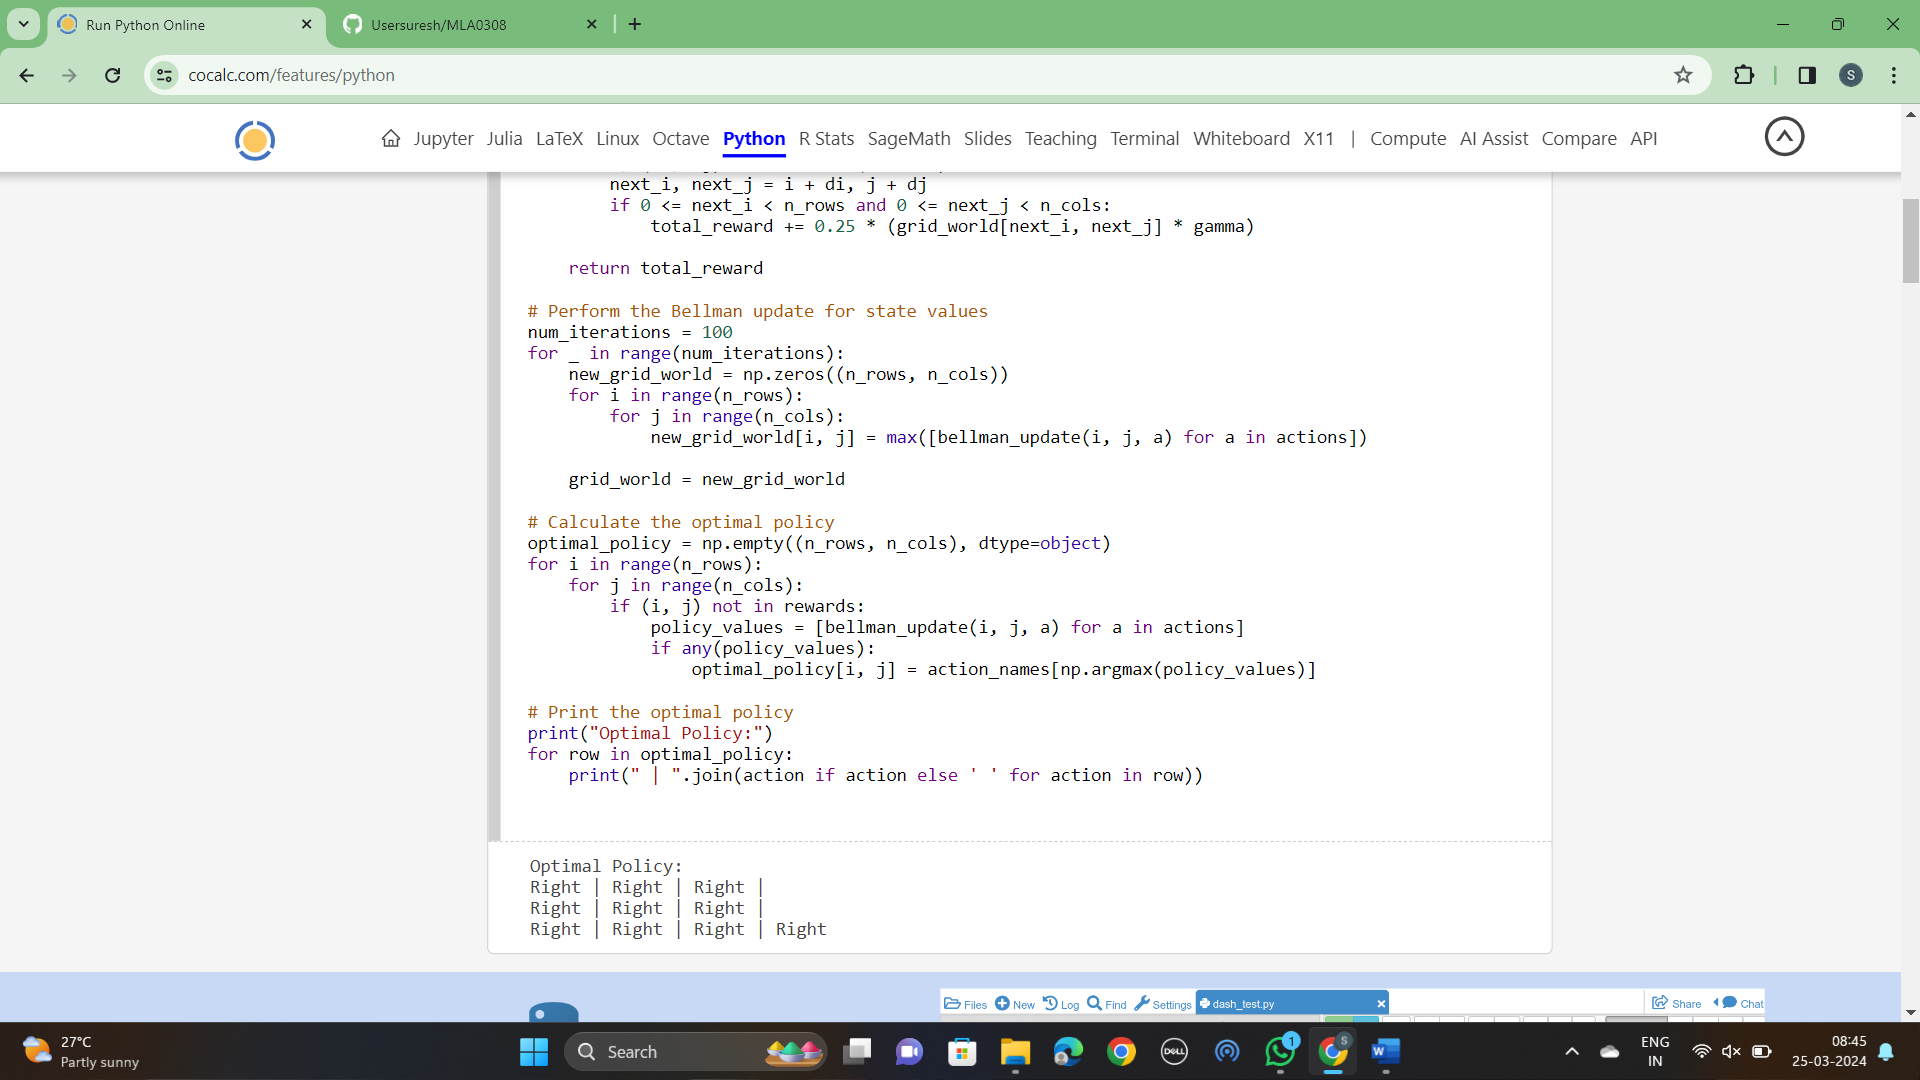 Run Python Online
Usersuresh/MLA0308
cocalc.com/features/python
S
Jupyter Julia LaTeX Linux Octave Python R Stats SageMath Slides Teaching Terminal Whiteboard X11 | Compute AI Assist Compare API
next_i, next_j = i + di, j + dj
if 0 <= next_i < n_rows and 0 <= next_j < n_cols:
total_reward += 0.25 * (grid_world[next_i, next_j] * gamma)
return total_reward
# Perform the Bellman update for state values
num_iterations = 100
for _ in range(num_iterations):
new_grid_world = np.zeros((n_rows, n_cols))
for i in range(n_rows):
for j in range(n_cols):
new_grid_world[i, j] = max([bellman_update(i, j, a) for a in actions])
grid_world = new_grid_world
# Calculate the optimal policy
optimal_policy = np.empty((n_rows, n_cols), dtype=object)
for i in range(n_rows):
for j in range(n_cols):
if (i, j) not in rewards:
policy_values = [bellman_update(i, j, a) for a in actions]
if any(policy_values):
optimal_policy[i, j] = action_names[np.argmax(policy_values)]
# Print the optimal policy
print("Optimal Policy:")
for row in optimal_policy:
print(" | ".join(action if action else ' ' for action in row))
Optimal Policy:
Right | Right | Right |
Right | Right | Right |
Right | Right | Right | Right
Files New Log Find Settings dash_test.py Share Chat
27°C
Partly sunny
Search
DELL
1
S
W
ENG
IN
08:45
25-03-2024